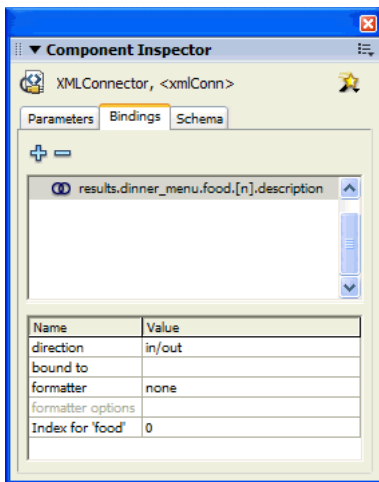 Component Inspector
XMLConnector, <xmlConn>
Parameters Bindings Schema
results.dinner_menu.food.[n].description
Name Value
direction in/out
bound to
formatter none
formatter options
Index for 'food' 0